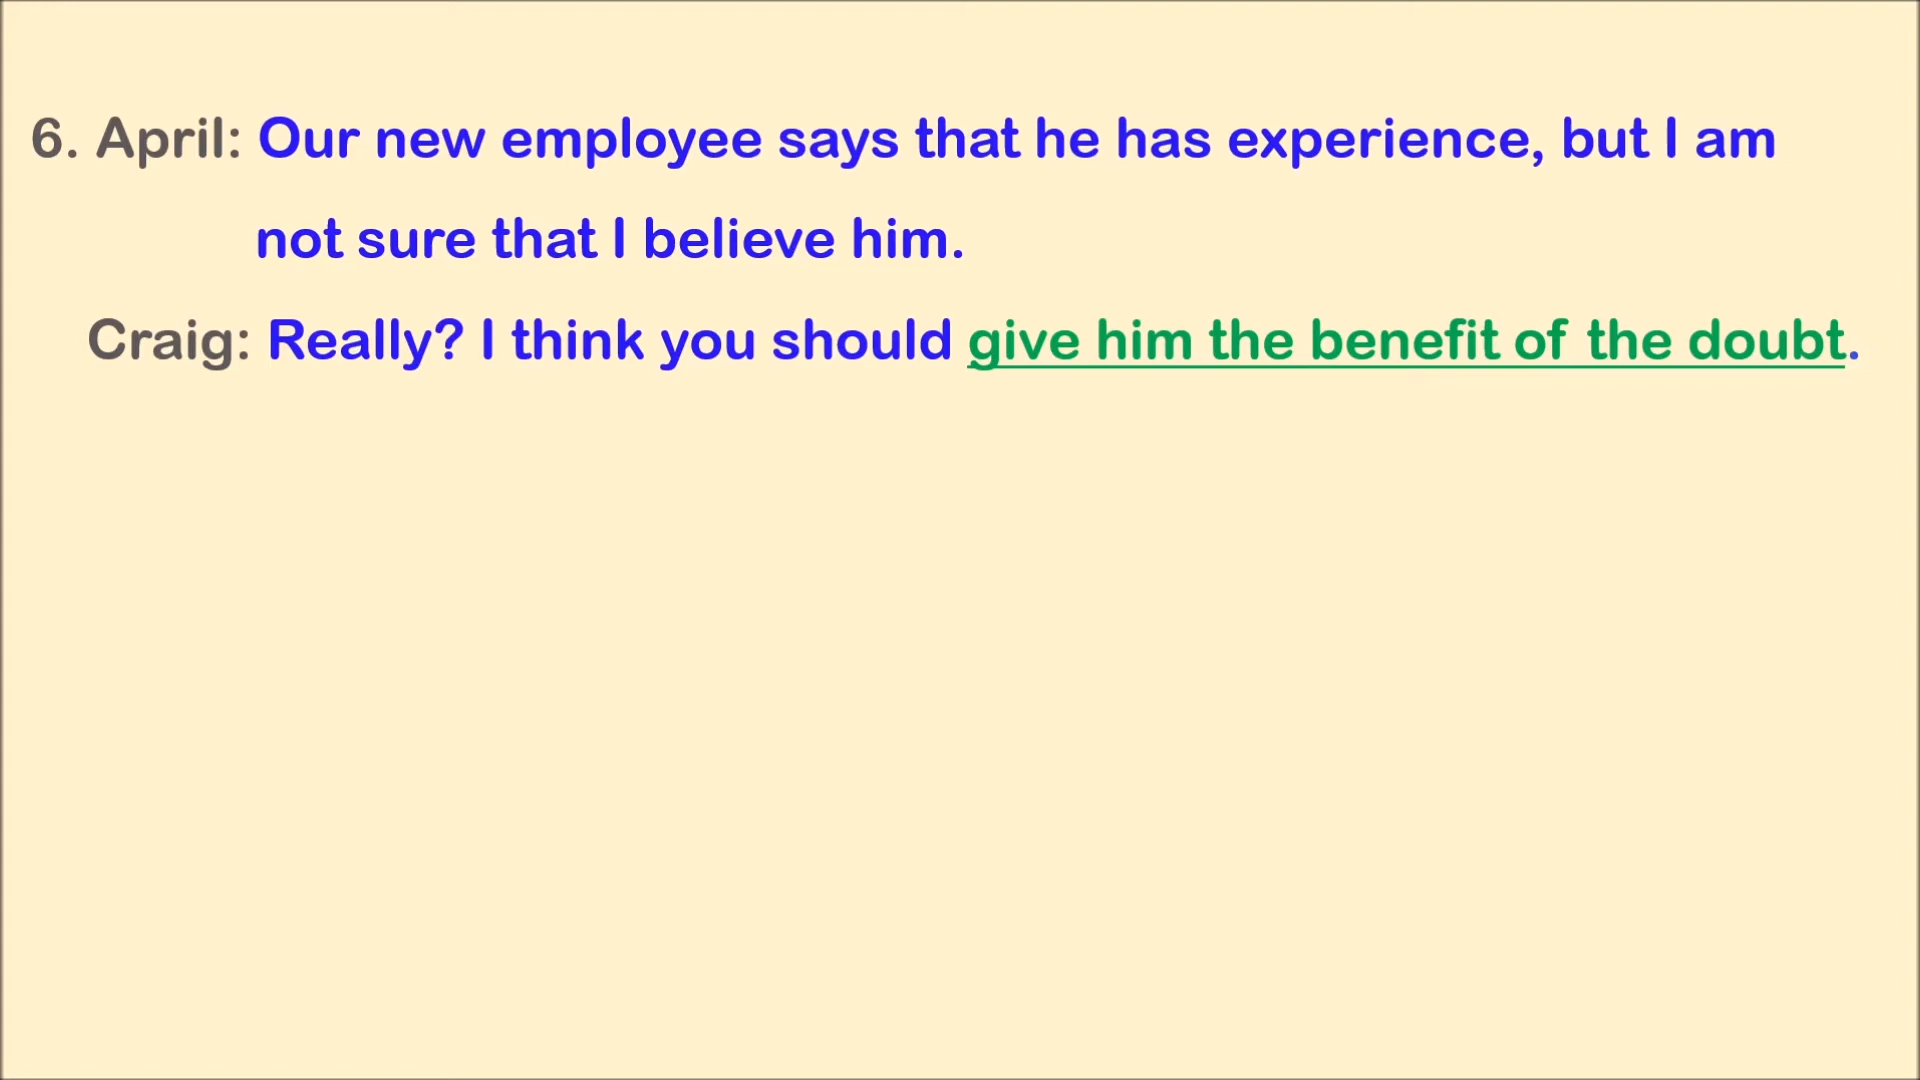 6. April: Our new employee says that he has experience, but I am
not sure that I believe him.
Craig: Really? I think you should give him the benefit of the doubt.